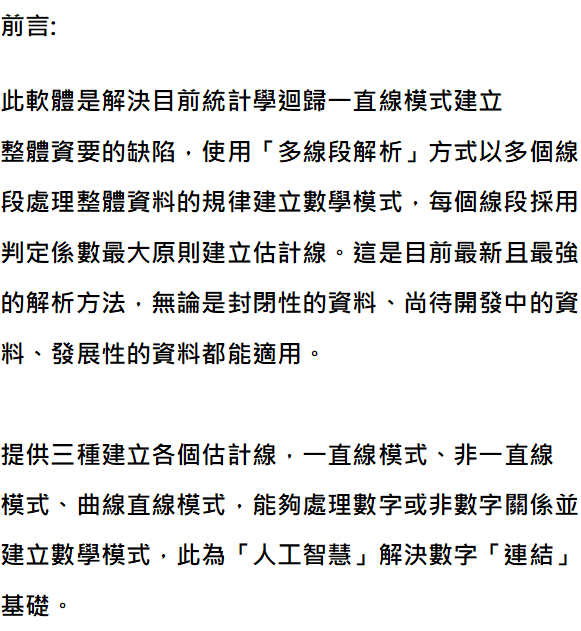 前言:
此軟體是解決目前統計學迴歸一直線模式建立
整體資要的缺陷，使用「多線段解析」方式以多個線
段處理整體資料的規律建立數學模式，每個線段採用
判定係數最大原則建立估計線。這是目前最新且最強
的解析方法，無論是封閉性的資料、尚待開發中的資
料、發展性的資料都能適用。
提供三種建立各個估計線，一直線模式、非一直線
模式、曲線直線模式，能夠處理數字或非數字關係並
建立數學模式，此為「人工智慧」解決數字「連結」
基礎。